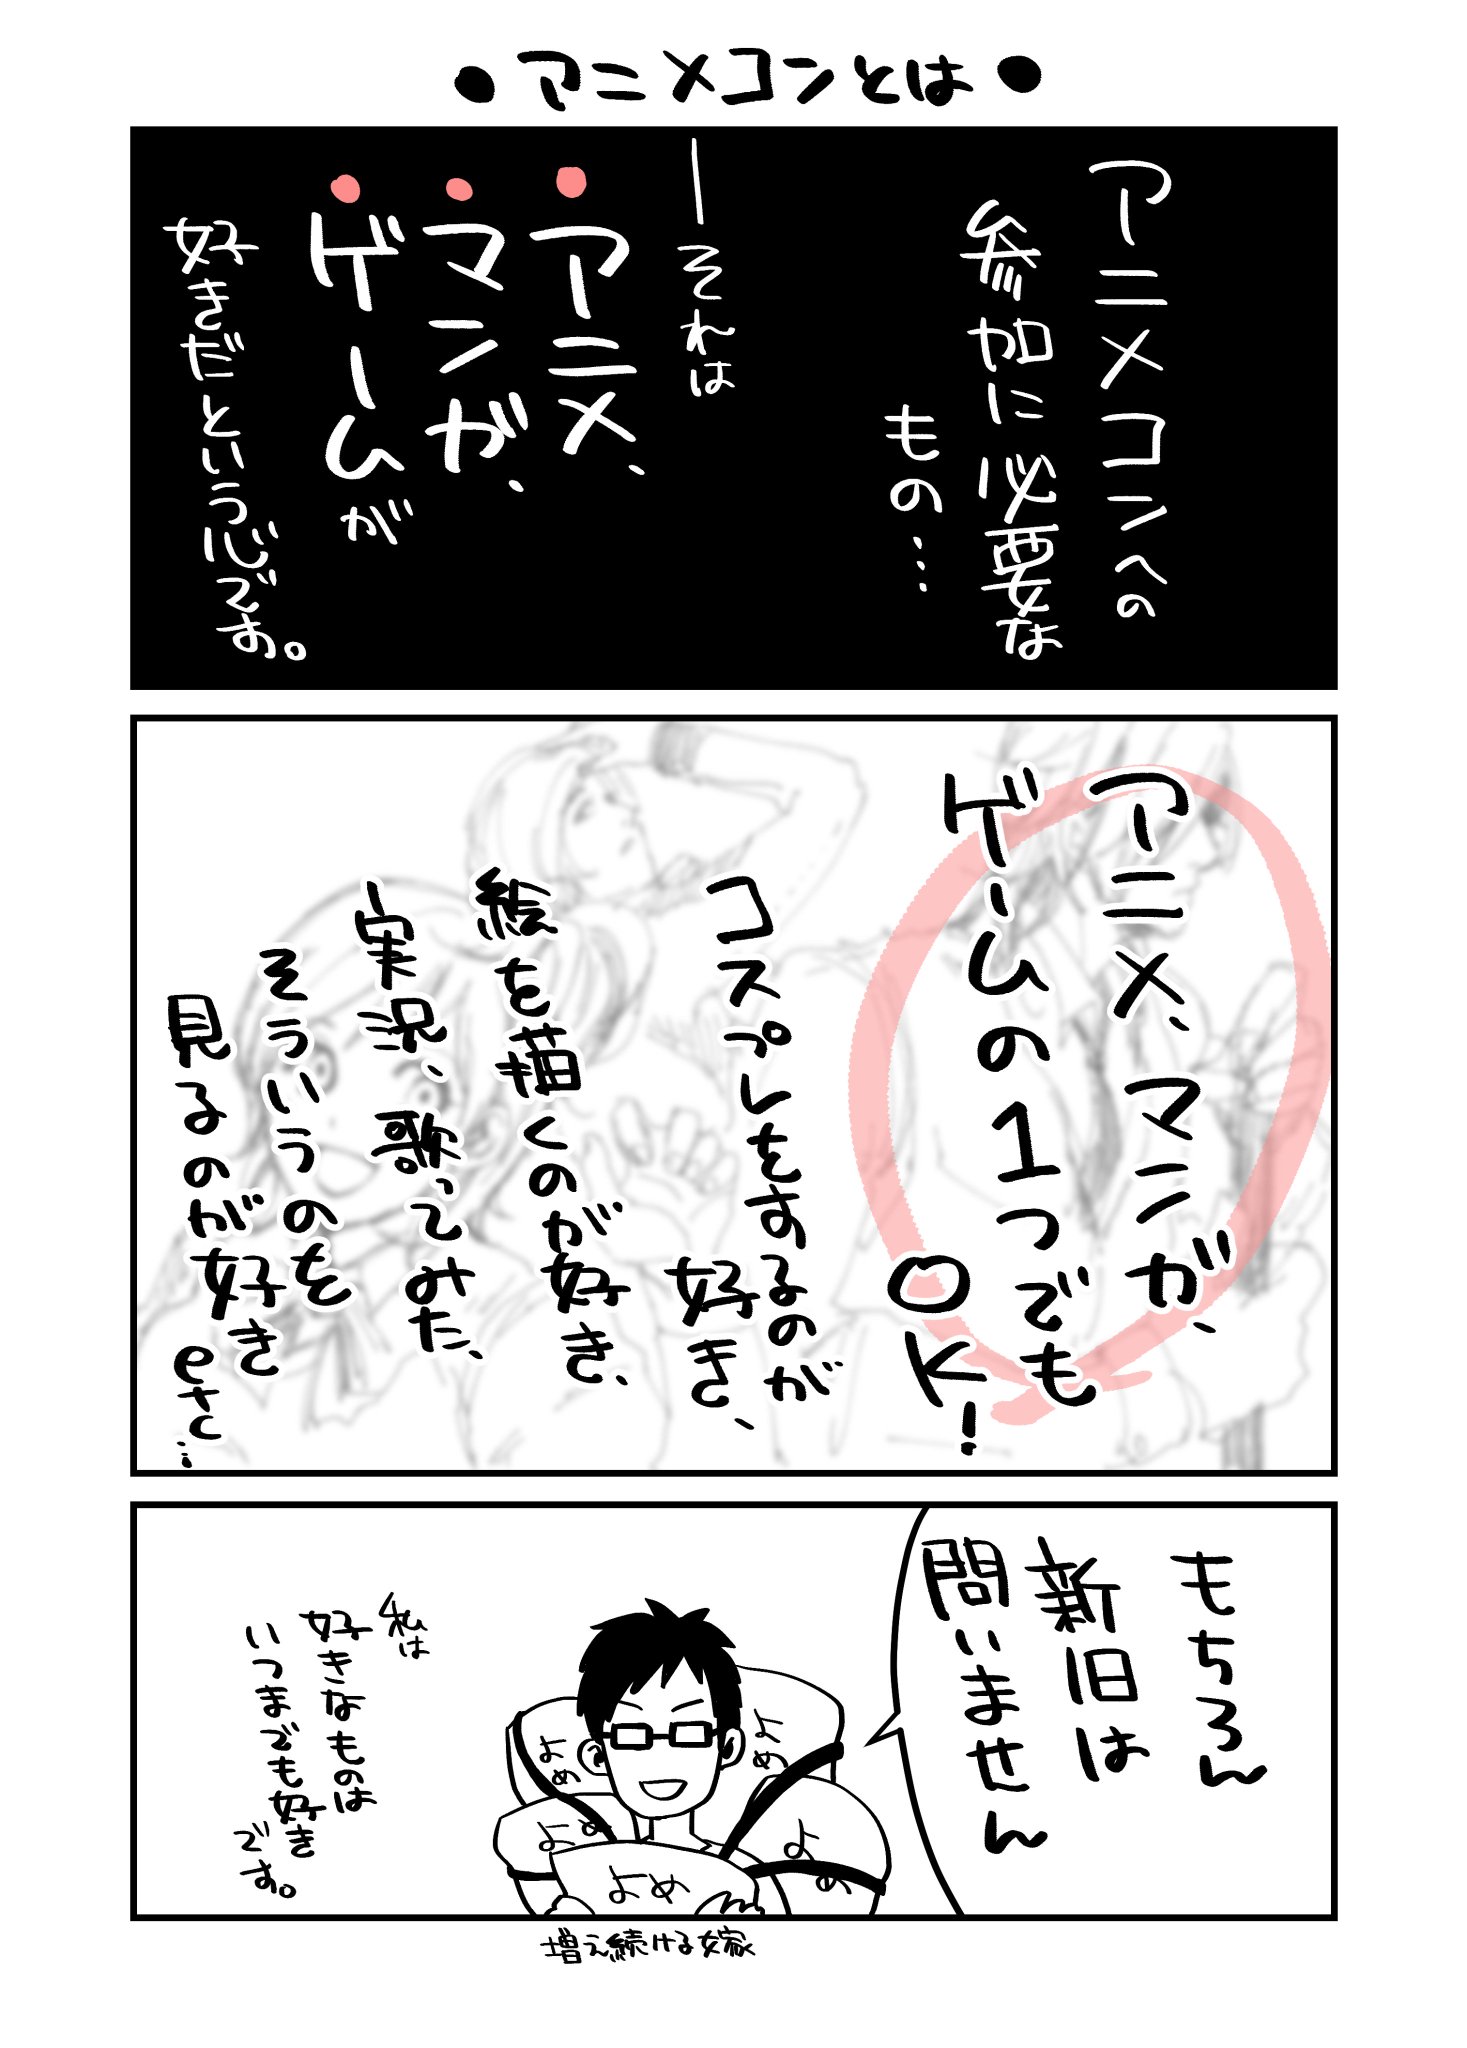 ●アニメコンとは●
アニメコンへの
参加に必要な
もの…
―それは
アニメ、
マンガ、
ゲームが
好きだという心です。
アニメ、マンガ、
ゲームの1つでも
OK!
コスプレをするのが
好き、
絵を描くのが好き、
実況、歌ってみた、
そういうのを
見るのが好き
etc…
もちろん
新旧は
問いません
よめ
よめ
よめ
よめ
よめ
私は
好きなものは
いつまでも好き
です。
増え続ける嫁